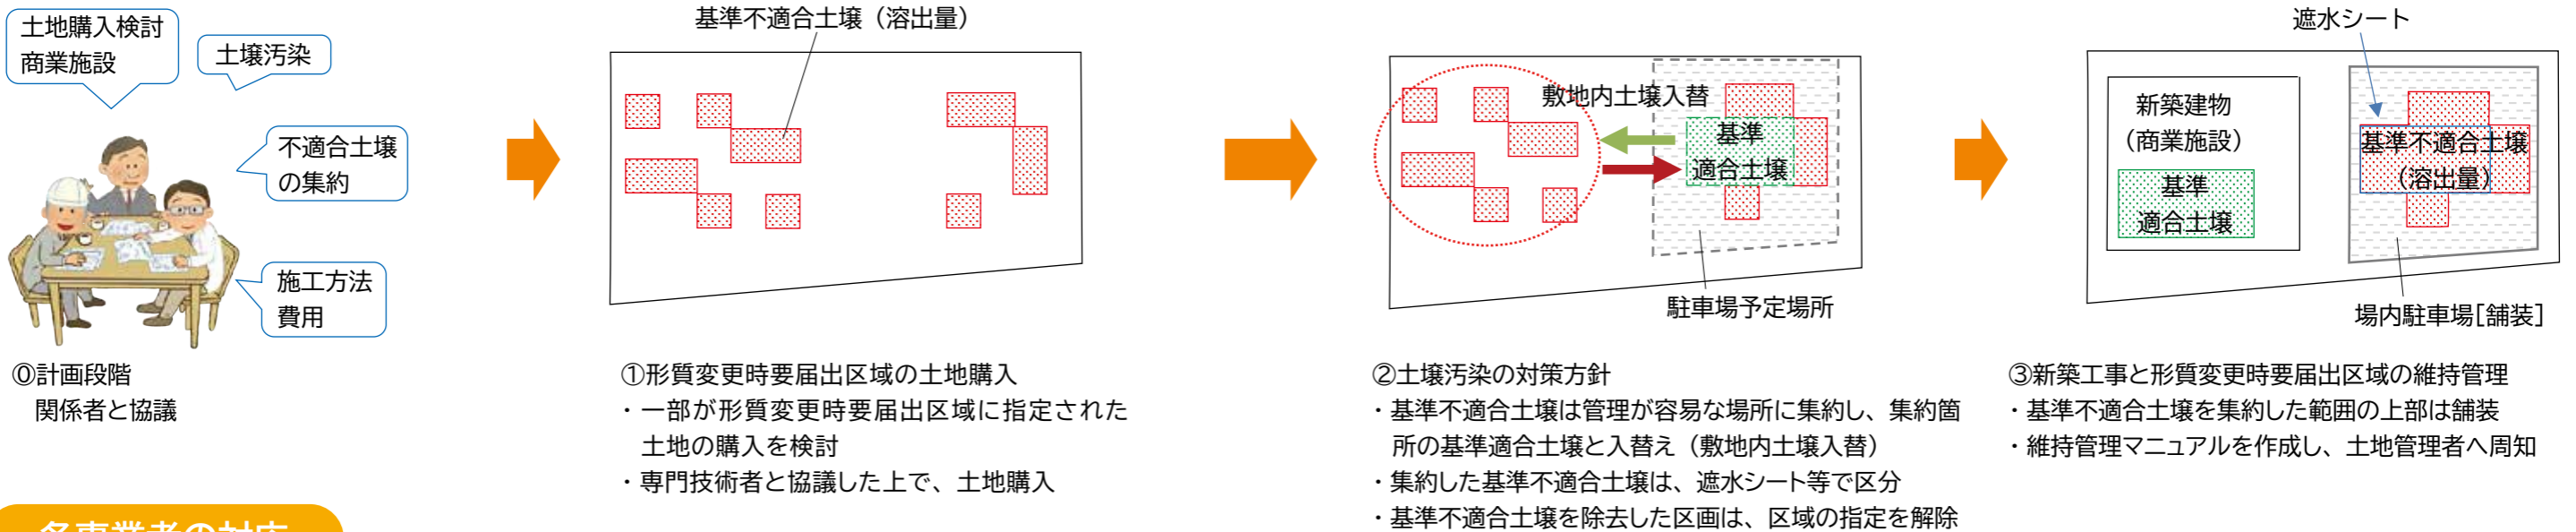 土地購入検討
商業施設
土壌汚染
不適合土壌
の集約
施工方法
費用
⓪計画段階
関係者と協議
基準不適合土壌（溶出量）
①形質変更時要届出区域の土地購入
・一部が形質変更時要届出区域に指定された
土地の購入を検討
・専門技術者と協議した上で、土地購入
敷地内土壌入替
基準
適合土壌
駐車場予定場所
②土壌汚染の対策方針
・基準不適合土壌は管理が容易な場所に集約し、集約箇
所の基準適合土壌と入替え（敷地内土壌入替）
・集約した基準不適合土壌は、遮水シート等で区分
・基準不適合土壌を除去した区画は、区域の指定を解除
遮水シート
新築建物
（商業施設）
基準
適合土壌
基準不適合土壌
（溶出量）
場内駐車場[舗装]
③新築工事と形質変更時要届出区域の維持管理
・基準不適合土壌を集約した範囲の上部は舗装
・維持管理マニュアルを作成し、土地管理者へ周知
各事業者の対応